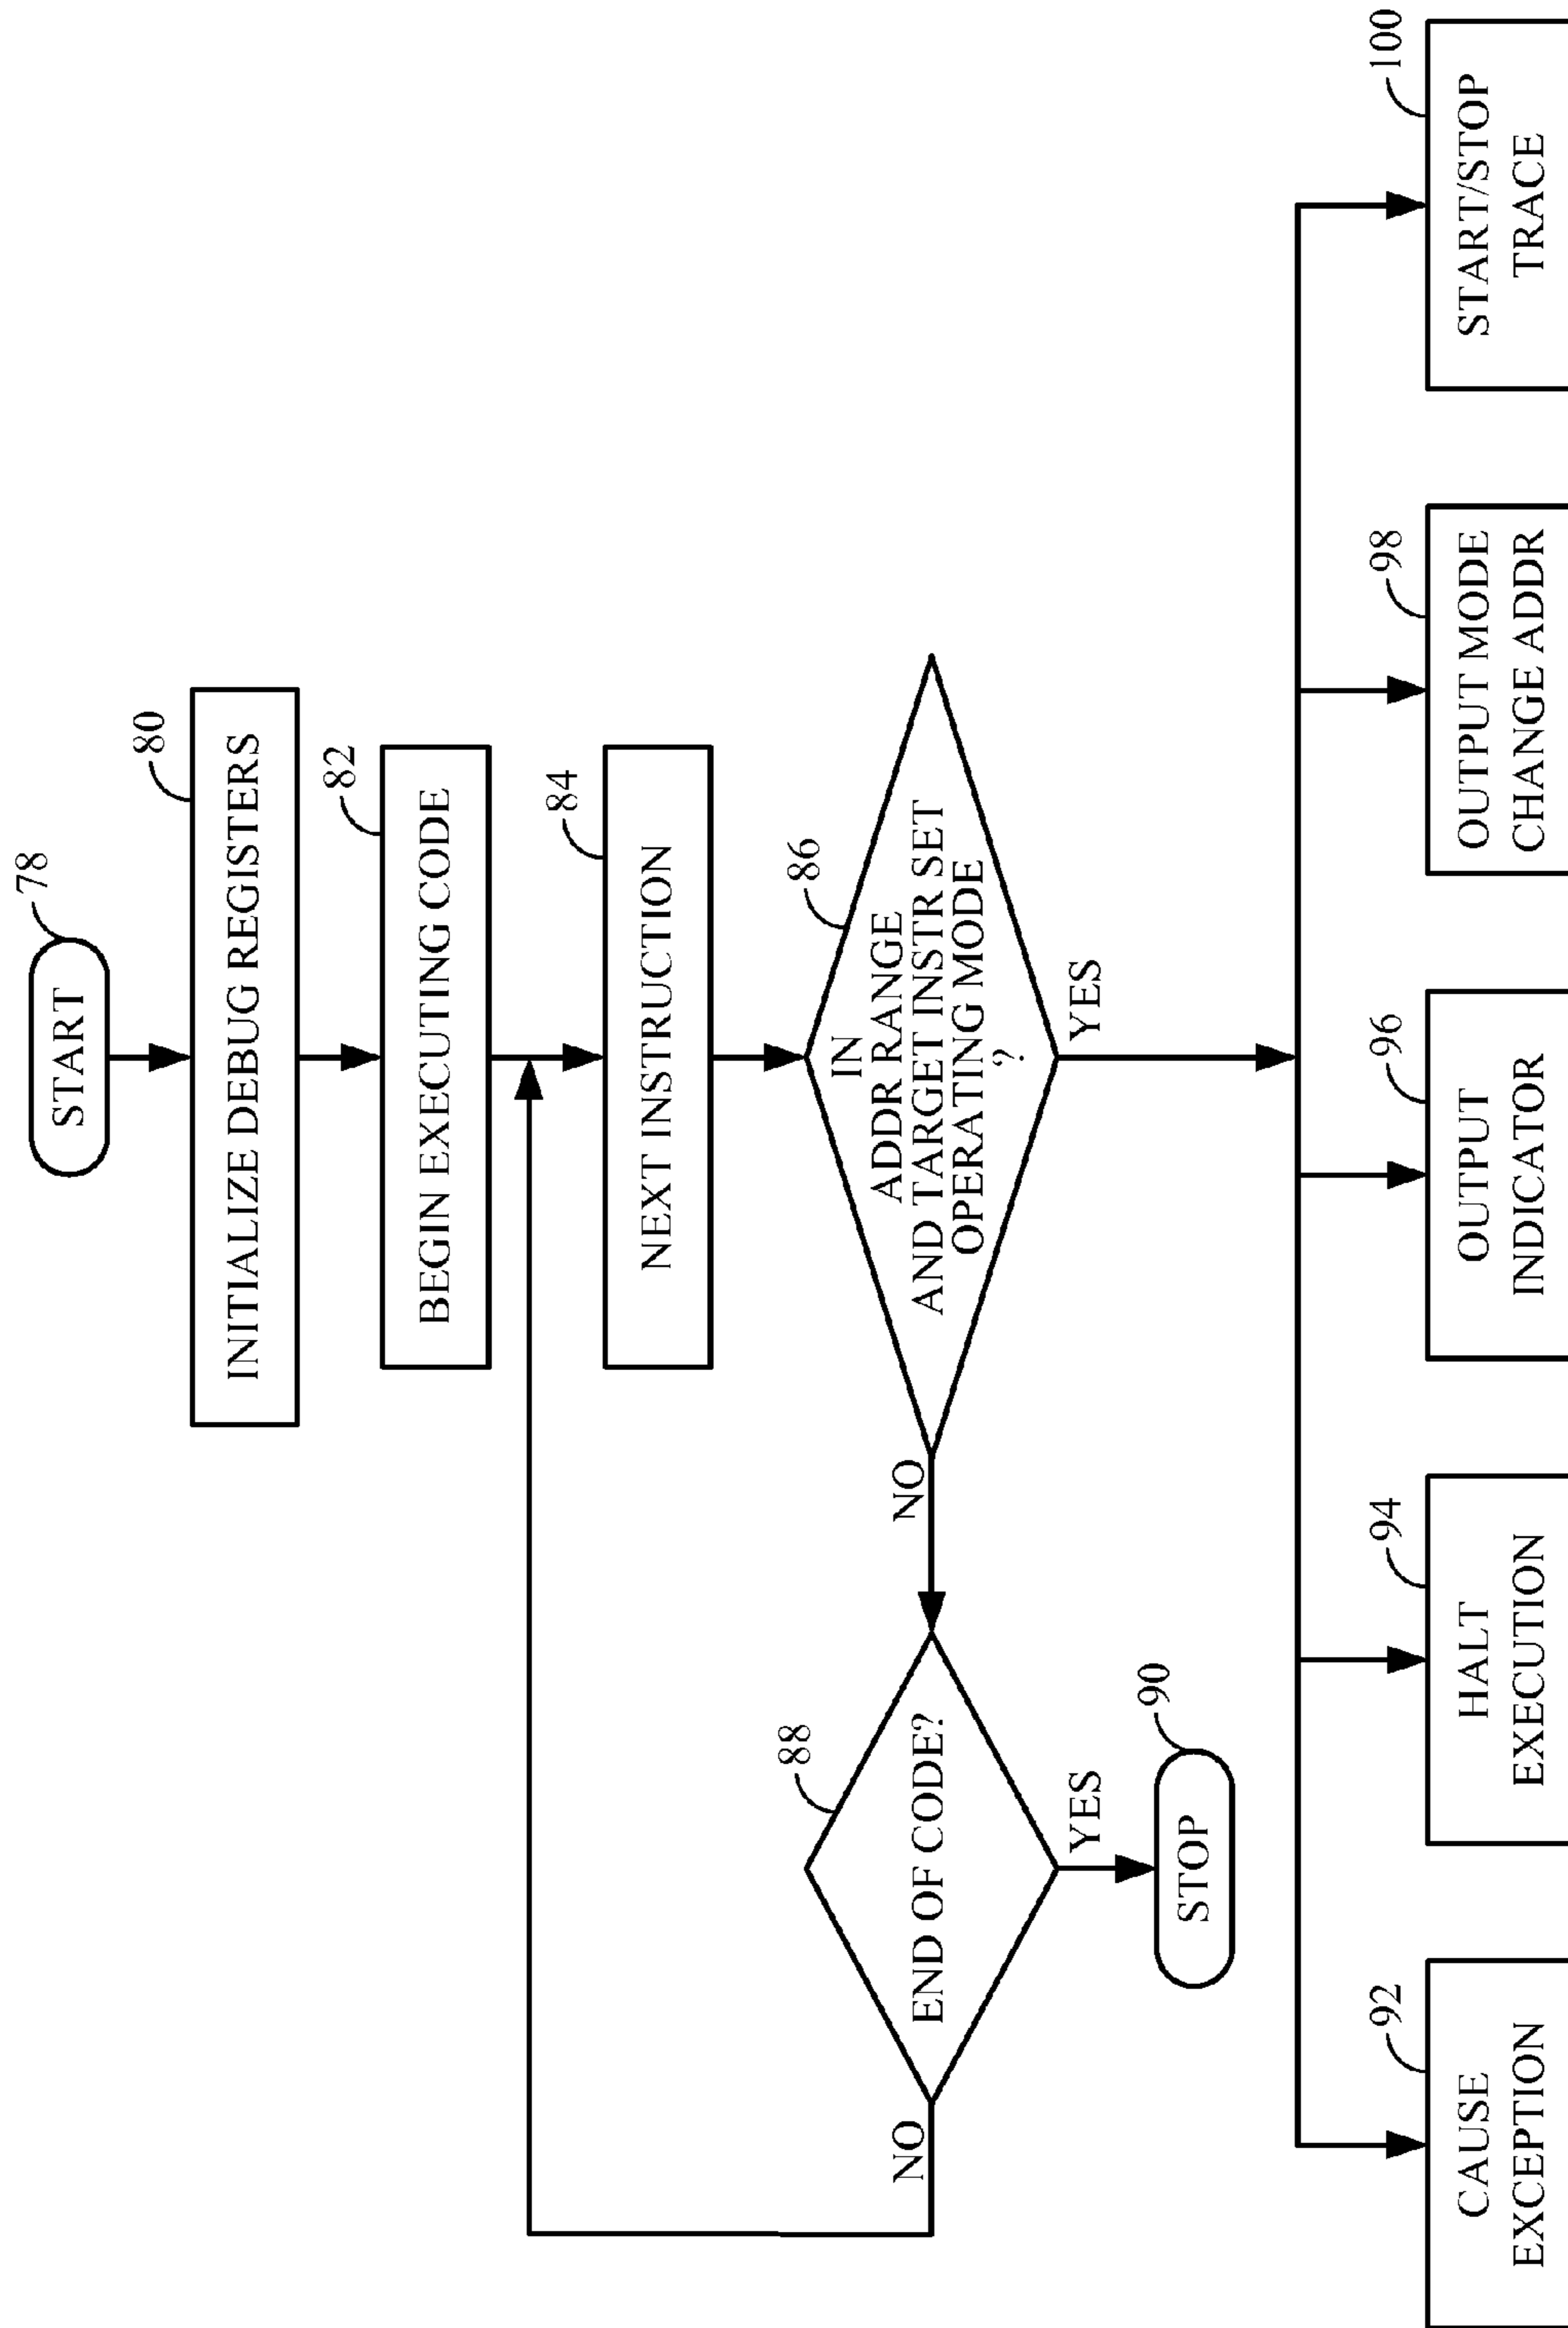 START
78
INITIALIZE DEBUG REGISTERS
80
BEGIN EXECUTING CODE
82
NEXT INSTRUCTION
84
IN
ADDR RANGE
AND TARGET INSTR SET
OPERATING MODE
?
86
NO
YES
END OF CODE?
88
NO
YES
STOP
90
CAUSE
EXCEPTION
92
HALT
EXECUTION
94
OUTPUT
INDICATOR
96
OUTPUT MODE
CHANGE ADDR
98
START/STOP
TRACE
100